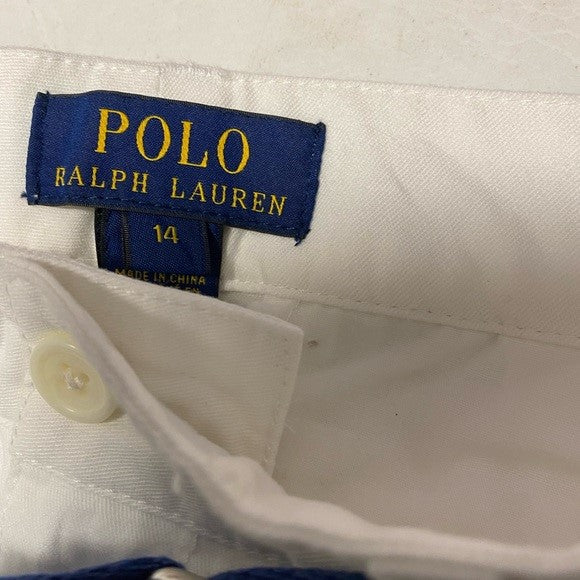 POLO
RALPH LAUREN
14
MADE IN CHINA